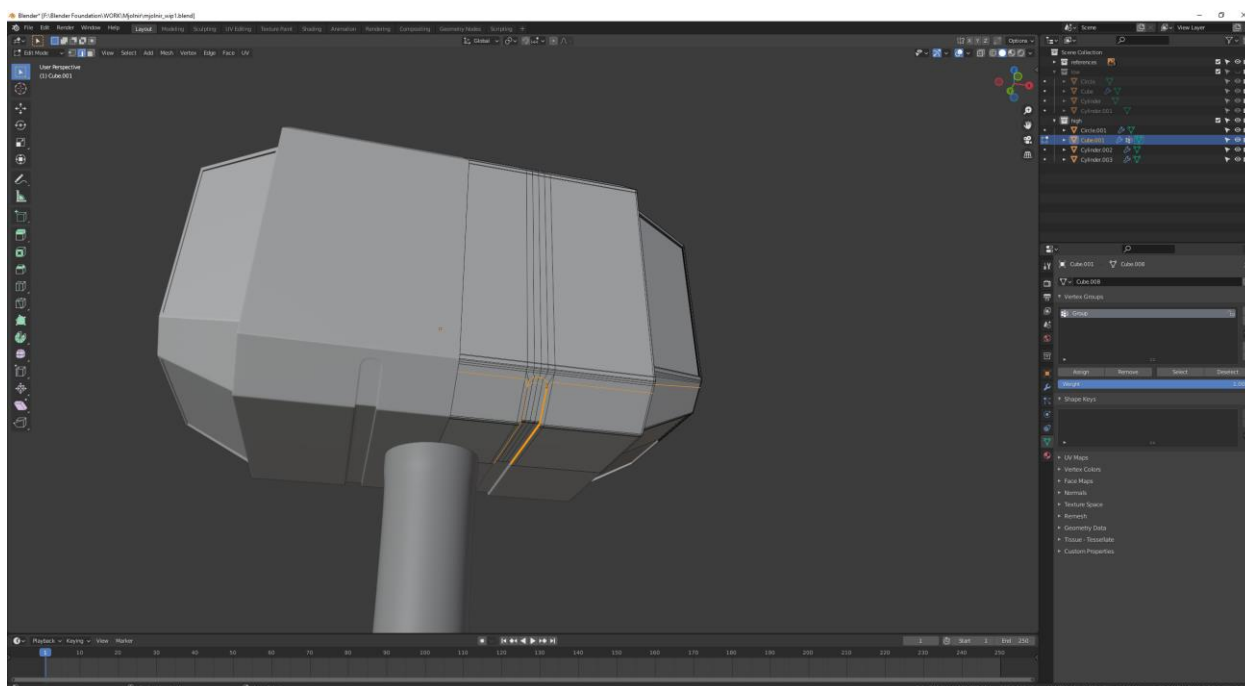 Blender* [F:\Blender Foundation\WORK\Mjolnir\mjolnir_wip1.blend]
File Edit Render Window Help Layout Modeling Sculpting UV Editing Texture Paint Shading Animation Rendering Compositing Geometry Nodes Scripting + Scene View Layer
Global Options
Edit Mode View Select Add Mesh Vertex Edge Face UV
User Perspective
(1) Cube.001
Scene Collection
references
low
Circle
Cube
Cylinder
Cylinder.001
high
Circle.001
Cube.001
Cylinder.002
Cylinder.003
Cube.001 Cube.008
Cube.008
Vertex Groups
Group
Assign Remove Select Deselect
Weight
Shape Keys
UV Maps
Vertex Colors
Face Maps
Normals
Texture Space
Remesh
Geometry Data
Tissue - Tessellate
Custom Properties
Playback Keying View Marker 1 Start 1 End 250
1 10 20 30 40 50 60 70 80 90 100 110 120 130 140 150 160 170 180 190 200 210 220 230 240 250